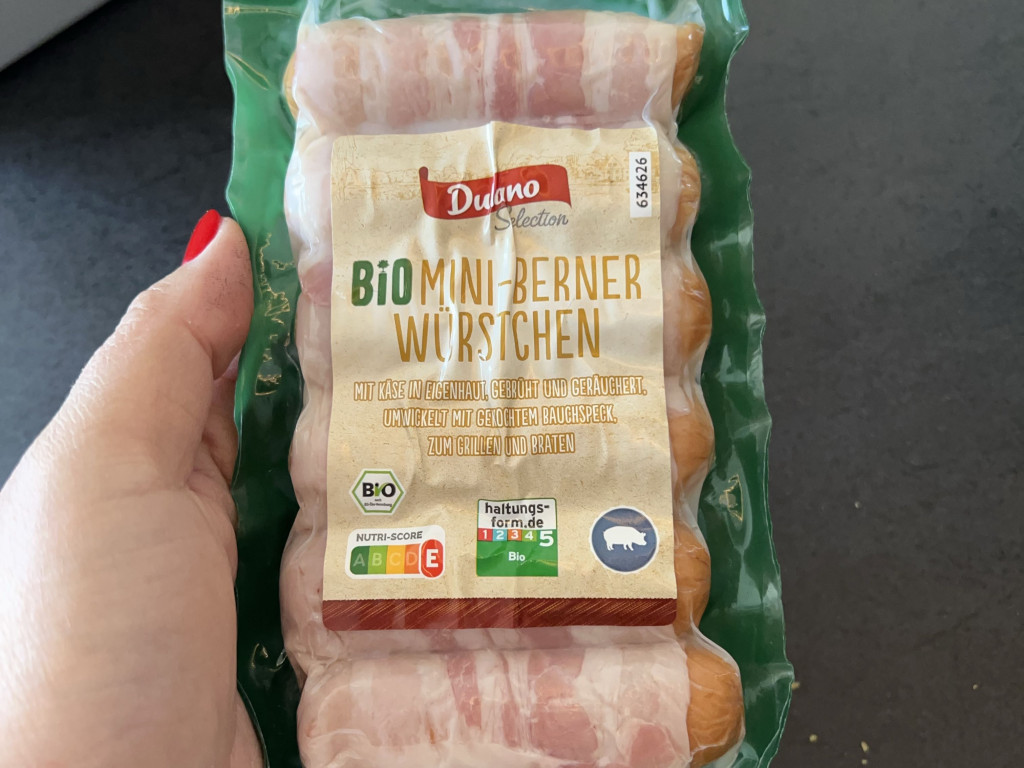 Dulano
Selection
634626
BiO MINI-BERNER
WÜRSTCHEN
MIT KÄSE IN EIGENHAUT, GEBRÜHT UND GERÄUCHERT,
UMWICKELT MIT GEKOCHTEM BAUCHSPECK,
ZUM GRILLEN UND BRATEN
BiO
NUTRI-SCORE
A B C D E
haltungs-
form.de
1 2 3 4 5
Bio